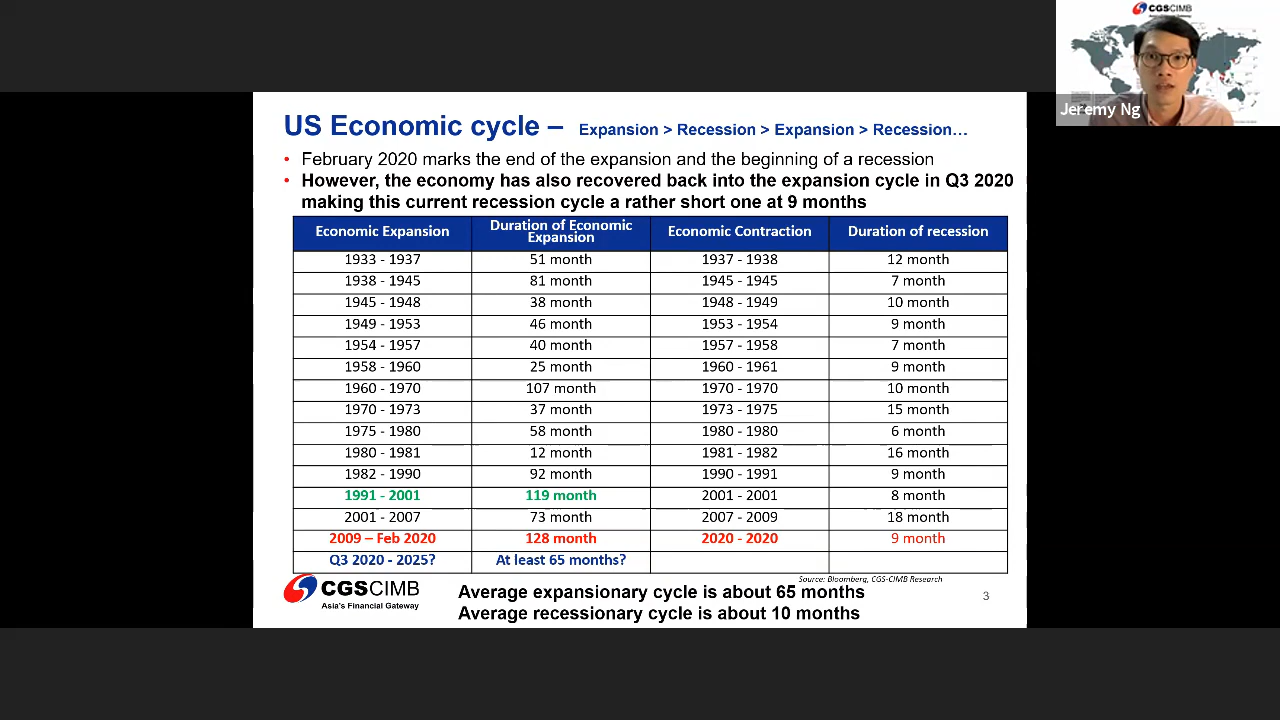 CGSCIMB
Jeremy Ng
US Economic cycle – Expansion > Recession > Expansion > Recession…
• February 2020 marks the end of the expansion and the beginning of a recession
• However, the economy has also recovered back into the expansion cycle in Q3 2020
making this current recession cycle a rather short one at 9 months
Economic Expansion Duration of Economic Expansion Economic Contraction Duration of recession
1933 - 1937 51 month 1937 - 1938 12 month
1938 - 1945 81 month 1945 - 1945 7 month
1945 - 1948 38 month 1948 - 1949 10 month
1949 - 1953 46 month 1953 - 1954 9 month
1954 - 1957 40 month 1957 - 1958 7 month
1958 - 1960 25 month 1960 - 1961 9 month
1960 - 1970 107 month 1970 - 1970 10 month
1970 - 1973 37 month 1973 - 1975 15 month
1975 - 1980 58 month 1980 - 1980 6 month
1980 - 1981 12 month 1981 - 1982 16 month
1982 - 1990 92 month 1990 - 1991 9 month
1991 - 2001 119 month 2001 - 2001 8 month
2001 - 2007 73 month 2007 - 2009 18 month
2009 – Feb 2020 128 month 2020 - 2020 9 month
Q3 2020 - 2025? At least 65 months?
Source: Bloomberg, CGS-CIMB Research
CGSCIMB
Asia's Financial Gateway
Average expansionary cycle is about 65 months
Average recessionary cycle is about 10 months
3